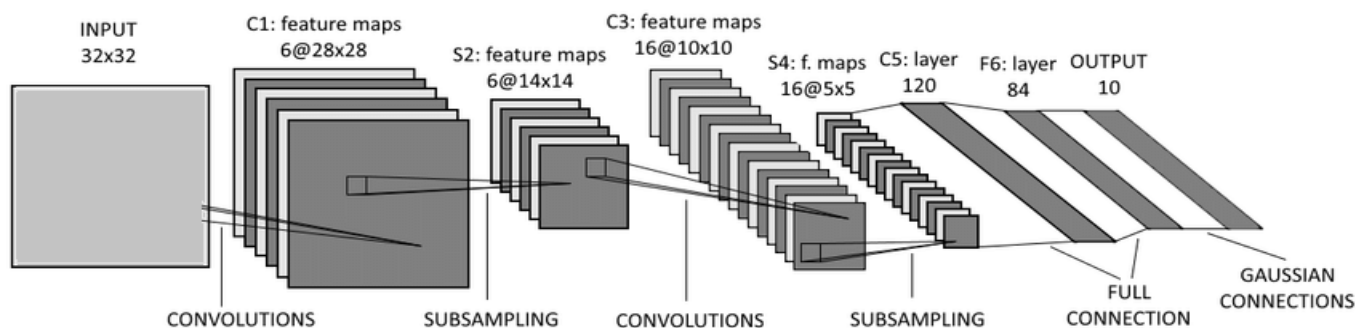 INPUT
32x32
C1: feature maps
6@28x28
S2: feature maps
6@14x14
C3: feature maps
16@10x10
S4: f. maps
16@5x5
C5: layer
120
F6: layer
84
OUTPUT
10
CONVOLUTIONS
SUBSAMPLING
CONVOLUTIONS
SUBSAMPLING
FULL
CONNECTION
GAUSSIAN
CONNECTIONS